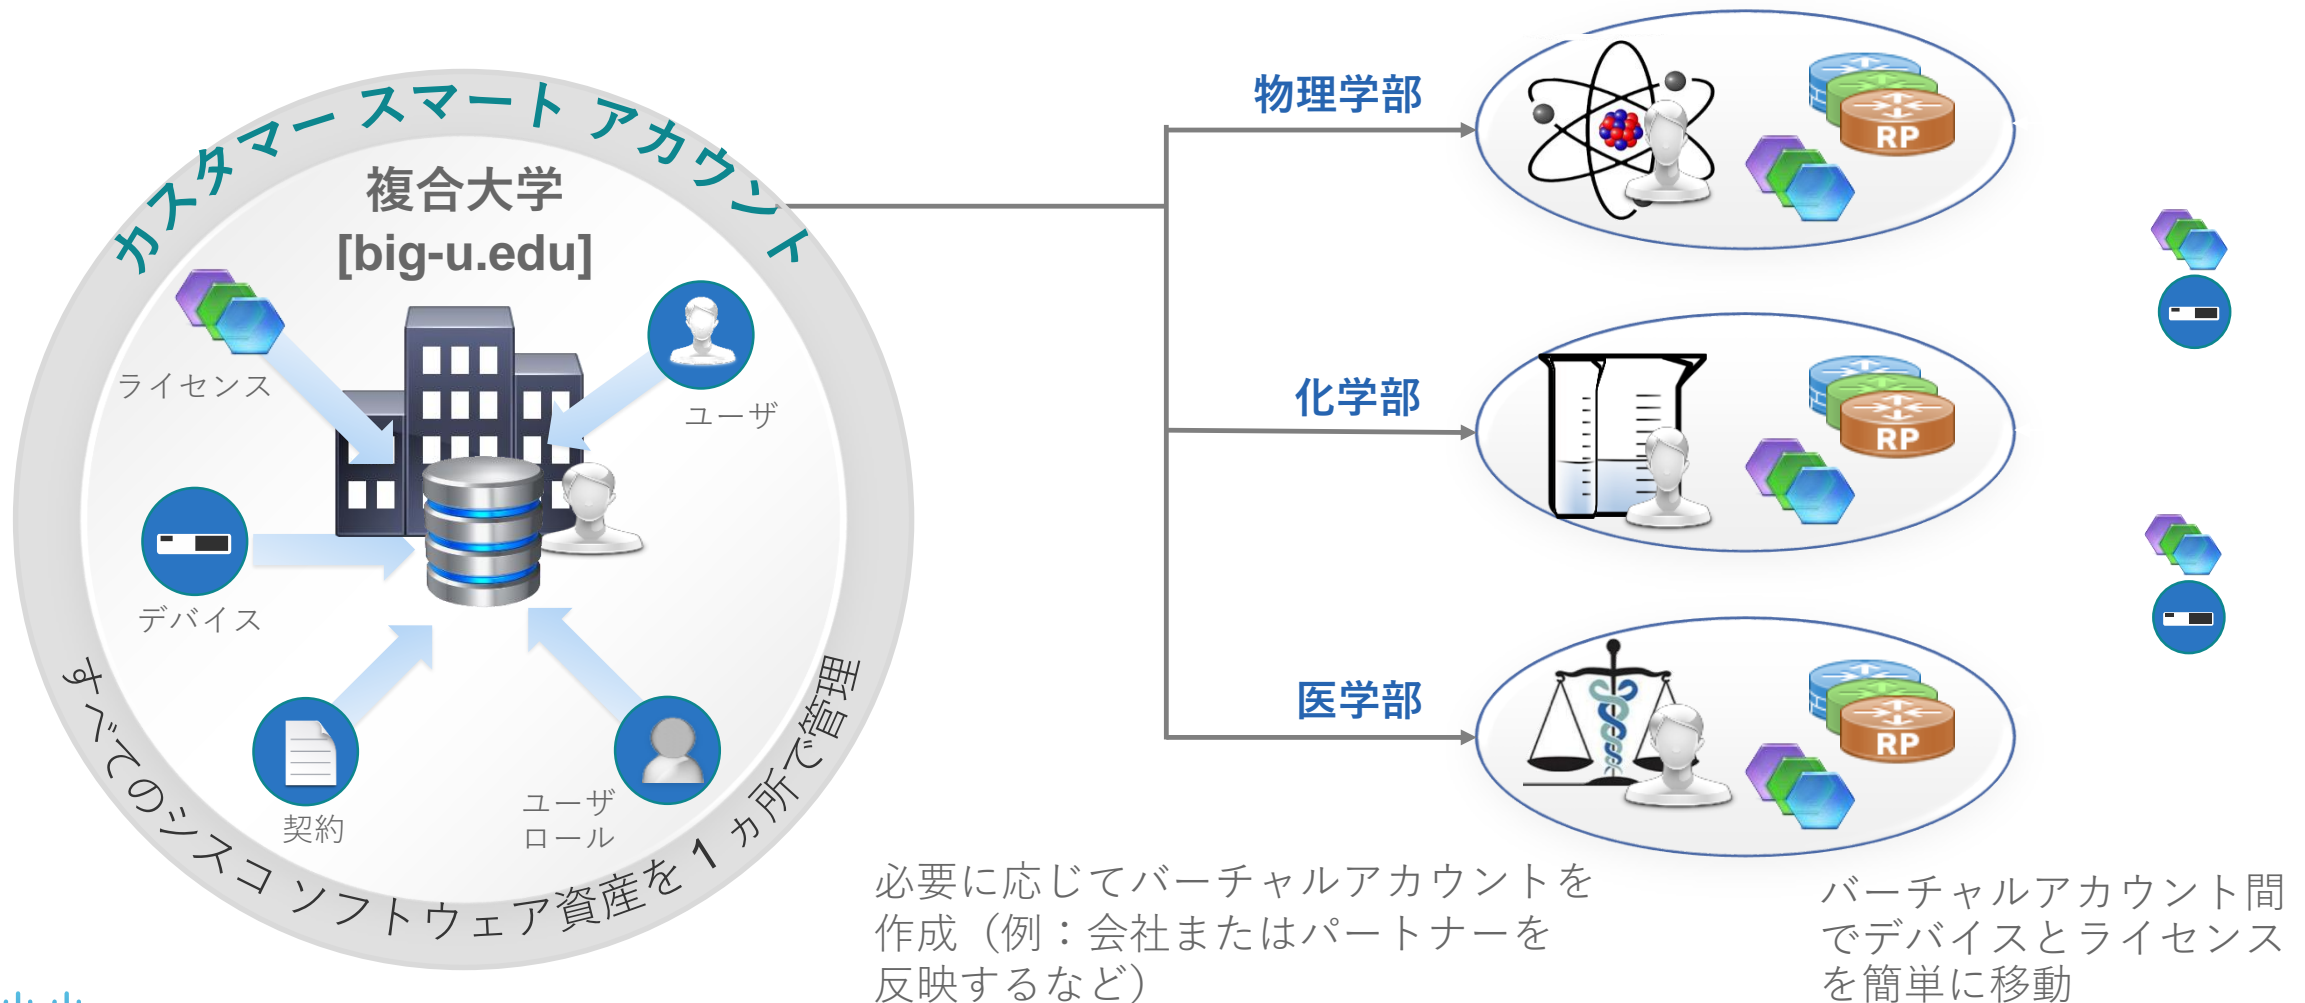 カスタマー スマート アカウント
複合大学
[big-u.edu]
ライセンス
ユーザ
デバイス
契約
ユーザ
ロール
すべてのシスコ ソフトウェア資産を 1 ヵ所で管理
物理学部
RP
化学部
RP
医学部
RP
必要に応じてバーチャルアカウントを
作成（例：会社またはパートナーを
反映するなど）
バーチャルアカウント間
でデバイスとライセンス
を簡単に移動